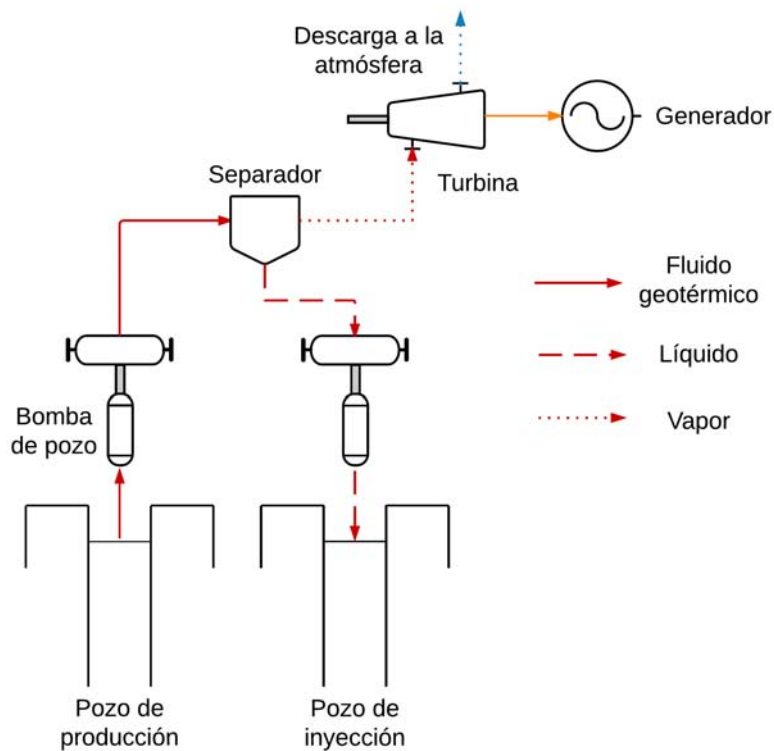 Descarga a la
atmósfera
Generador
Separador
Turbina
Fluido
geotérmico
Líquido
Bomba
de pozo
Vapor
Pozo de
producción
Pozo de
inyección